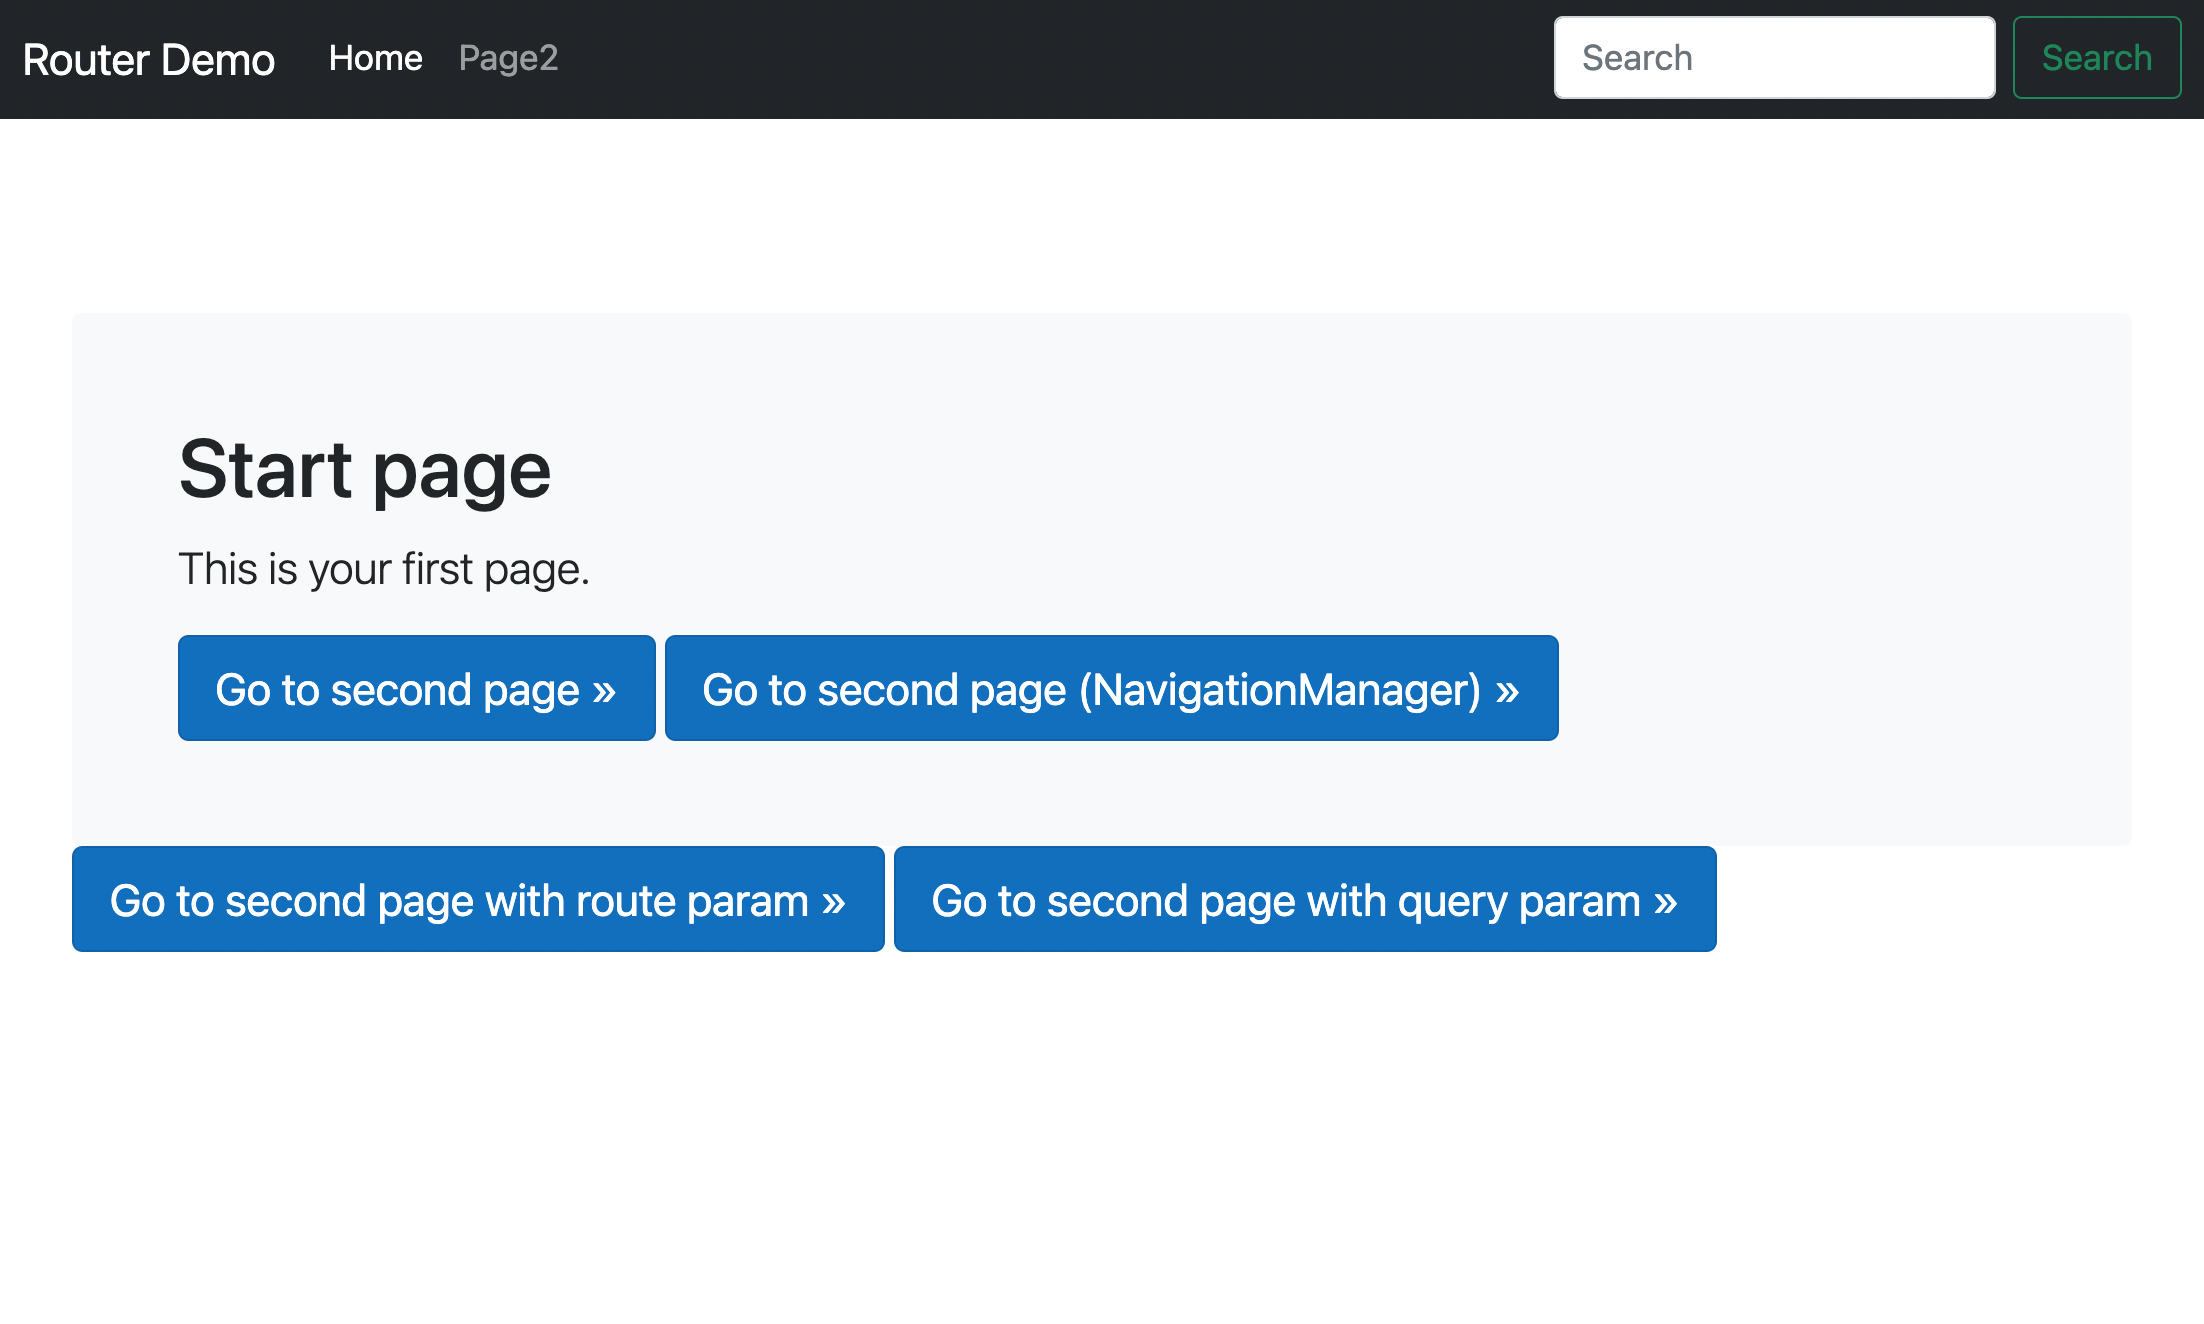 Router Demo Home Page2 Search Search
Start page
This is your first page.
Go to second page » Go to second page (NavigationManager) »
Go to second page with route param » Go to second page with query param »